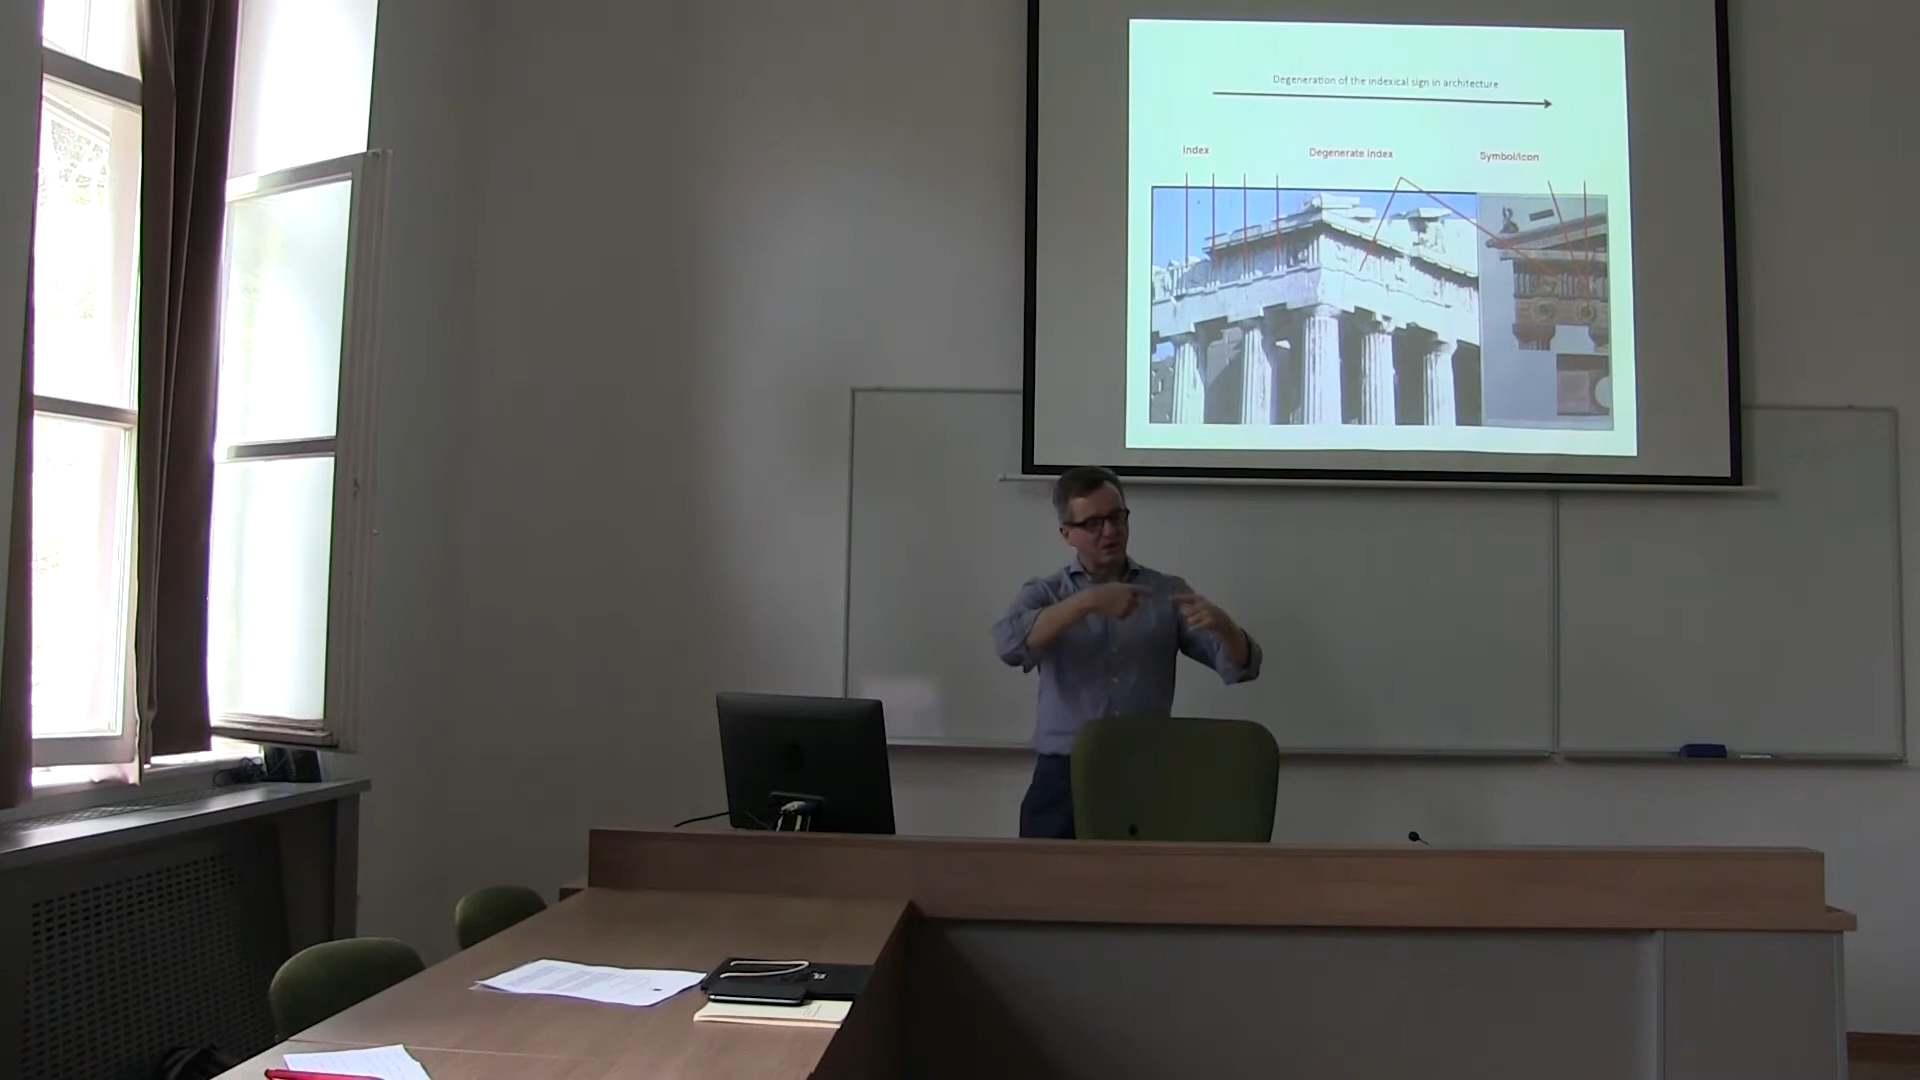 Degeneration of the indexical sign in architecture
Index
Degenerate index
Symbol/Icon